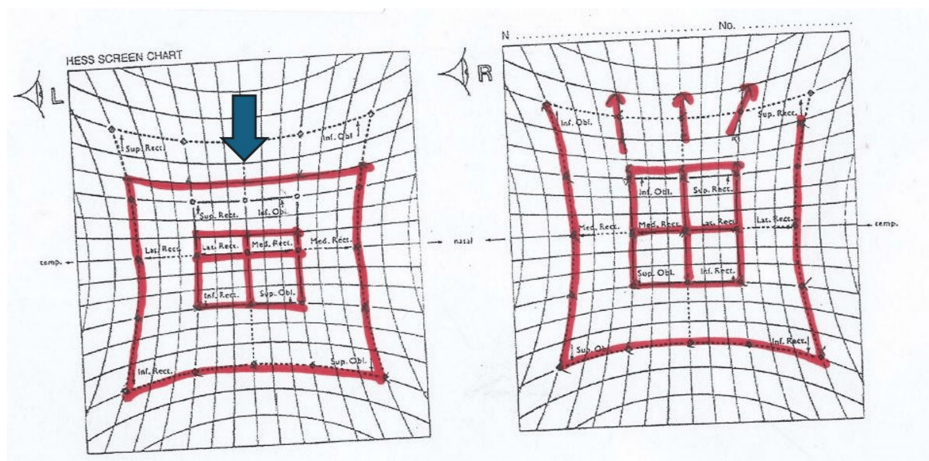 HESS SCREEN CHART
L
Sup. Rect.
Inf. Obl
Sup. Rect.
Inf. Obl.
Lat. Rect.
Lat. Rect.
Med. Rect.
Med. Rect.
temp.
nasal
Inf. Rect.
Sup. Obl.
Inf. Rect.
Sup. Obl.
N ........................ No. ....................
R
Inf. Obl.
Sup. Rect.
Inf. Obl.
Sup. Rect.
Med. Rect.
Med. Rect.
Lat. Rect.
Lat. Rect.
temp.
Sup. Obl.
Inf. Rect.
Sup. Obl.
Inf. Rect.